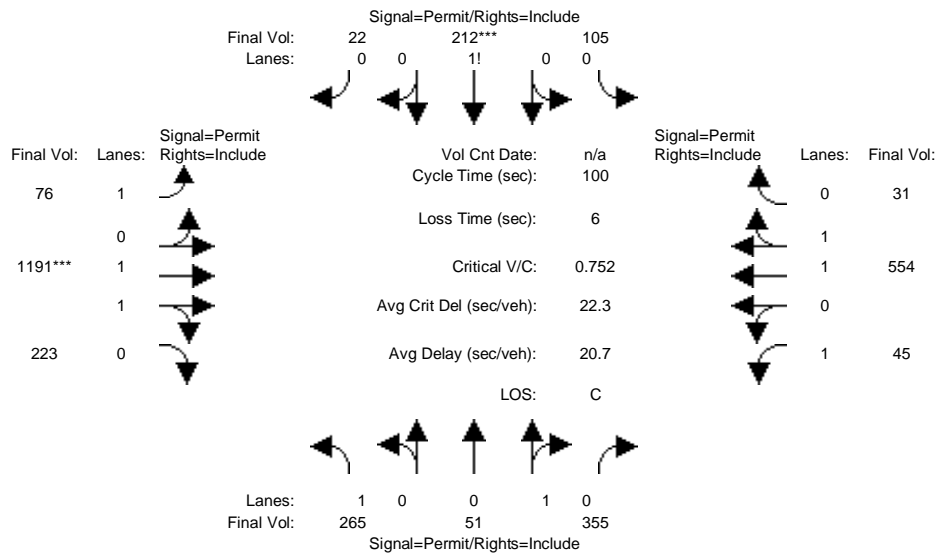 Signal=Permit/Rights=Include
Final Vol: 22 212*** 105
Lanes: 0 0 1! 0 0
Signal=Permit
Final Vol: Lanes: Rights=Include
Vol Cnt Date: n/a
Signal=Permit
Rights=Include Lanes: Final Vol:
Cycle Time (sec): 100
76 1
0 31
Loss Time (sec): 6
0
1
1191*** 1
Critical V/C: 0.752
1 554
1
Avg Crit Del (sec/veh): 22.3
0
223 0
Avg Delay (sec/veh): 20.7
1 45
LOS: C
Lanes: 1 0 0 1 0
Final Vol: 265 51 355
Signal=Permit/Rights=Include